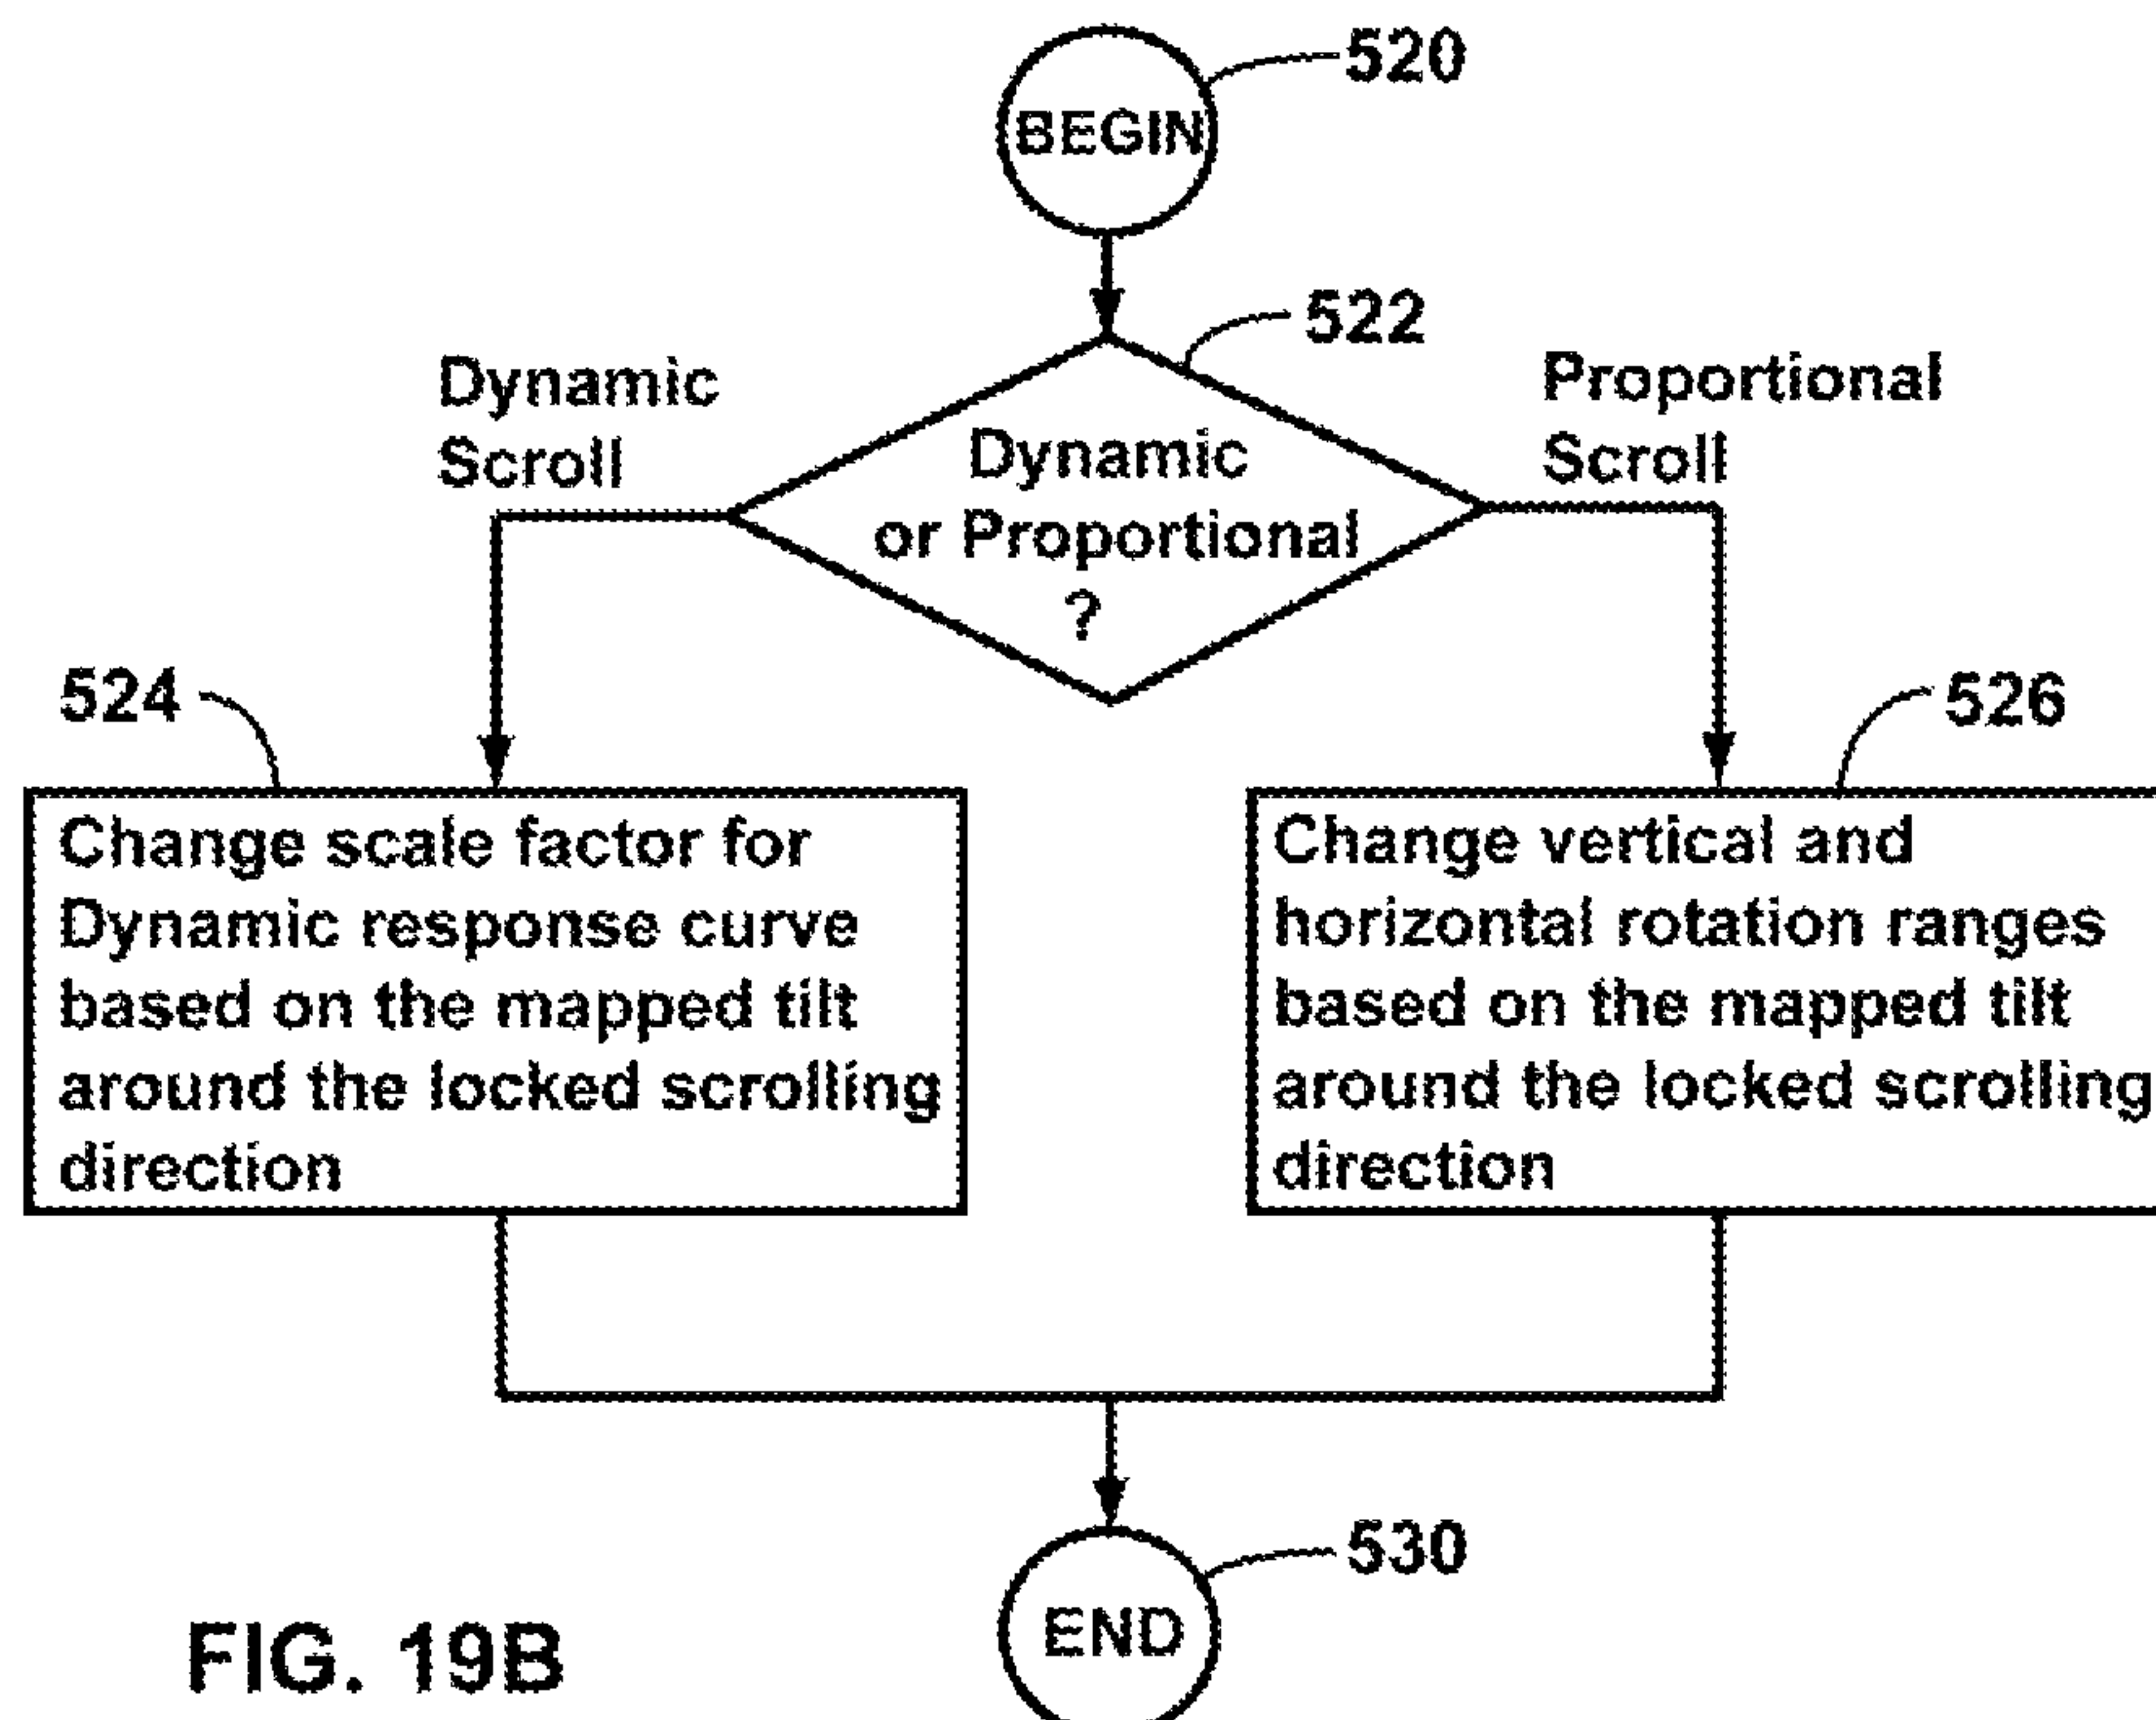 520
BEGIN
522
Dynamic
Scroll
Proportional
Scroll
Dynamic
or Proportional
?
524
526
Change scale factor for
Dynamic response curve
based on the mapped tilt
around the locked scrolling
direction
Change vertical and
horizontal rotation ranges
based on the mapped tilt
around the locked scrolling
direction
530
END
FIG. 19B